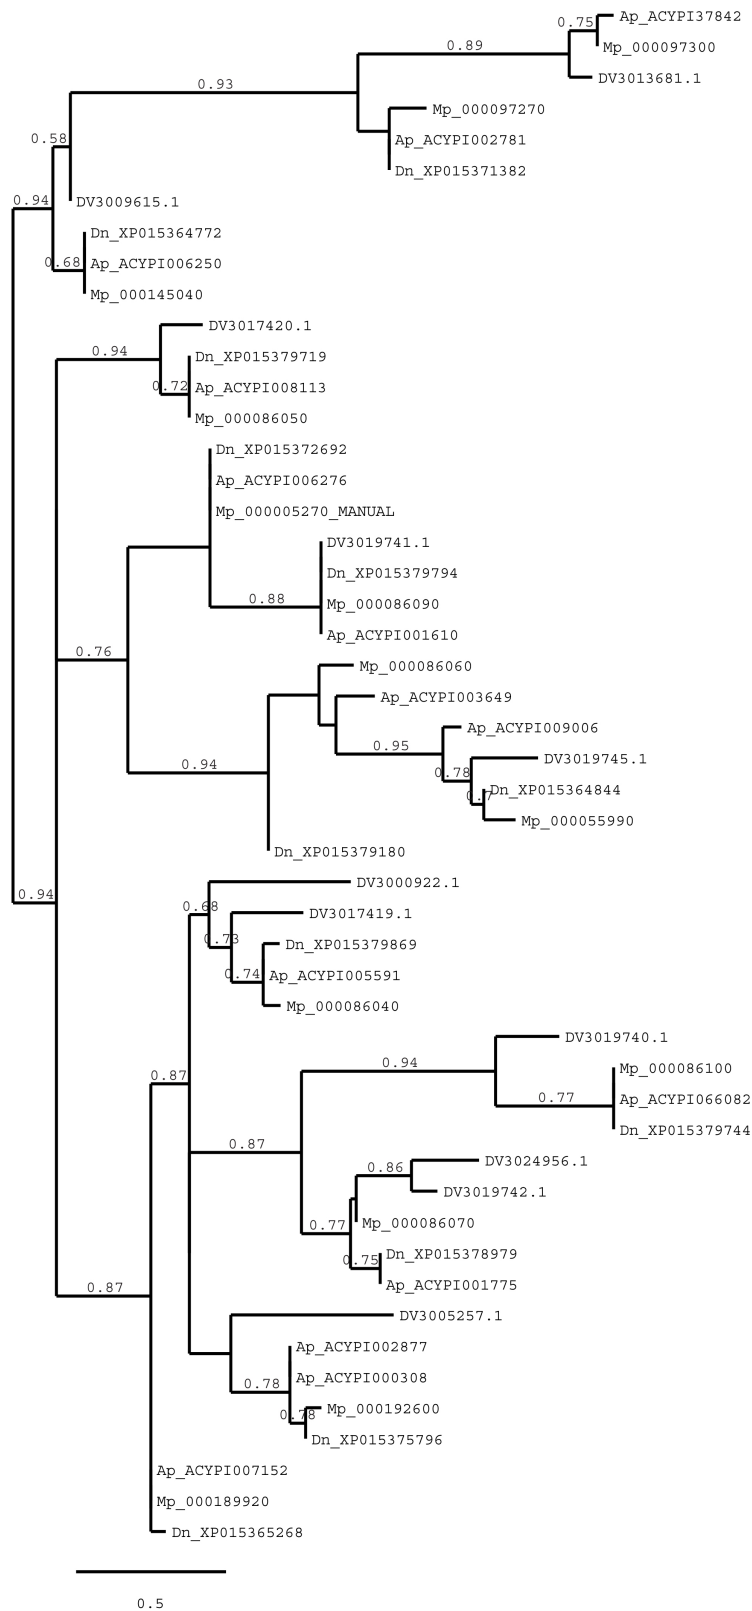 Ap_ACYPI37842
0.75
Mp_000097300
0.89
DV3013681.1
0.93
Mp_000097270
0.58
Ap_ACYPI002781
Dn_XP015371382
0.94
DV3009615.1
Dn_XP015364772
0.68
Ap_ACYPI006250
Mp_000145040
DV3017420.1
0.94
Dn_XP015379719
0.72
Ap_ACYPI008113
Mp_000086050
Dn_XP015372692
Ap_ACYPI006276
Mp_000005270_MANUAL
DV3019741.1
Dn_XP015379794
0.88
Mp_000086090
Ap_ACYPI001610
0.76
Mp_000086060
Ap_ACYPI003649
Ap_ACYPI009006
0.95
DV3019745.1
0.94
0.78
Dn_XP015364844
0.7
Mp_000055990
Dn_XP015379180
DV3000922.1
0.94
0.68
DV3017419.1
0.73
Dn_XP015379869
0.74
Ap_ACYPI005591
Mp_000086040
DV3019740.1
0.94
Mp_000086100
0.87
0.77
Ap_ACYPI066082
Dn_XP015379744
0.87
DV3024956.1
0.86
DV3019742.1
0.77
Mp_000086070
0.75
Dn_XP015378979
Ap_ACYPI001775
0.87
DV3005257.1
Ap_ACYPI002877
0.78
Ap_ACYPI000308
0.78
Mp_000192600
Dn_XP015375796
Ap_ACYPI007152
Mp_000189920
Dn_XP015365268
0.5